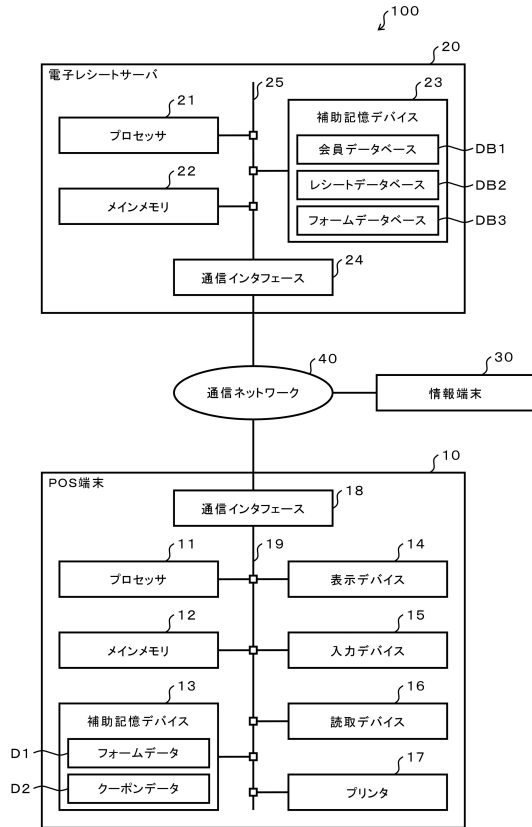 100
20
電子レシートサーバ
25
21
プロセッサ
23
補助記憶デバイス
会員データベース
DB1
22
メインメモリ
レシートデータベース
DB2
フォームデータベース
DB3
24
通信インタフェース
40
通信ネットワーク
30
情報端末
10
POS端末
18
通信インタフェース
11
プロセッサ
19
14
表示デバイス
12
メインメモリ
15
入力デバイス
13
補助記憶デバイス
16
読取デバイス
D1
フォームデータ
D2
クーポンデータ
17
プリンタ